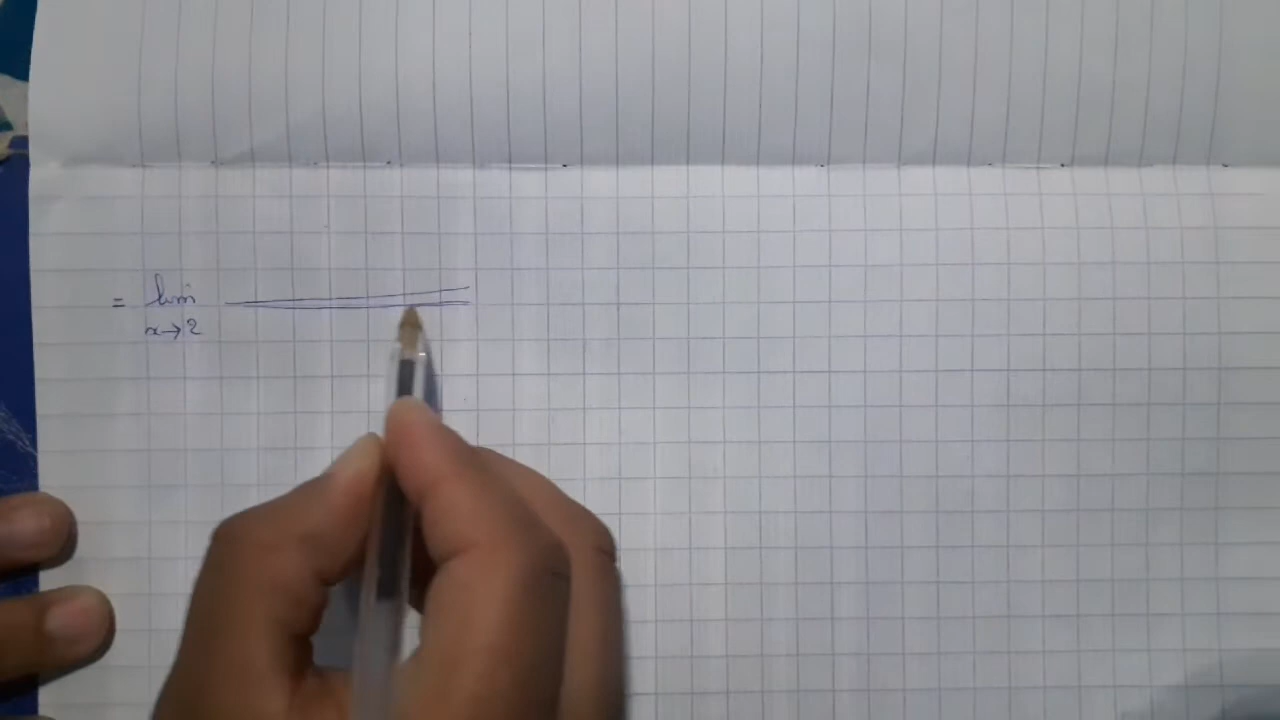 = lim
x→2